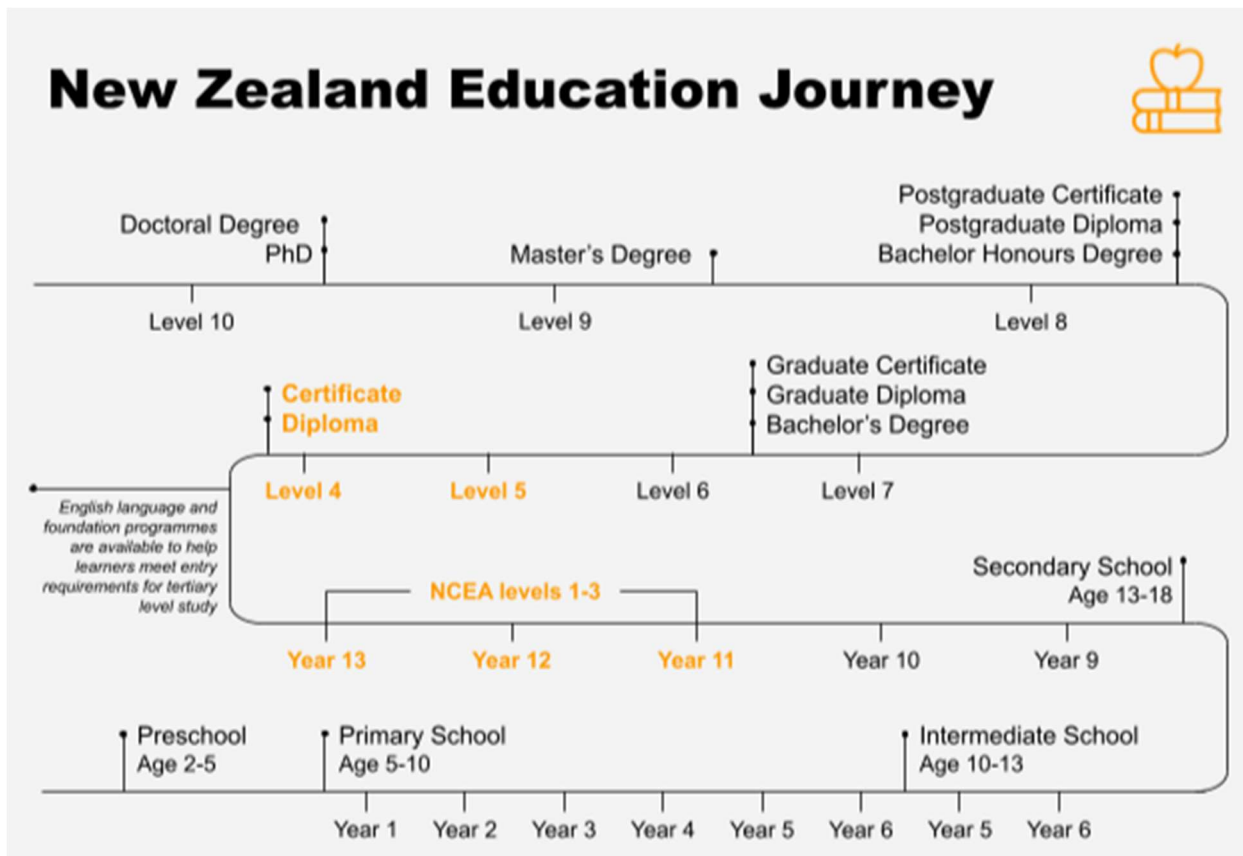 New Zealand Education Journey
Doctoral Degree
PhD
Master's Degree
Postgraduate Certificate
Postgraduate Diploma
Bachelor Honours Degree
Level 10
Level 9
Level 8
Certificate
Diploma
Graduate Certificate
Graduate Diploma
Bachelor's Degree
Level 4
Level 5
Level 6
Level 7
English language and
foundation programmes
are available to help
learners meet entry
requirements for tertiary
level study
NCEA levels 1-3
Secondary School
Age 13-18
Year 13
Year 12
Year 11
Year 10
Year 9
Preschool
Age 2-5
Primary School
Age 5-10
Intermediate School
Age 10-13
Year 1
Year 2
Year 3
Year 4
Year 5
Year 6
Year 5
Year 6